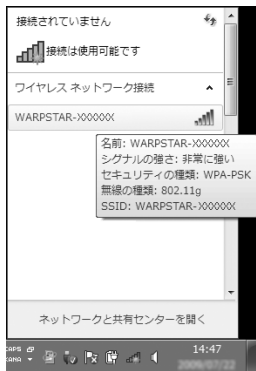 接続されていません
接続は使用可能です
ワイヤレス ネットワーク接続
WARPSTAR-XXXXXX
名前: WARPSTAR-XXXXXX
シグナルの強さ: 非常に強い
セキュリティの種類: WPA-PSK
無線の種類: 802.11g
SSID: WARPSTAR-XXXXXX
ネットワークと共有センターを開く
CAPS
KANA
14:47